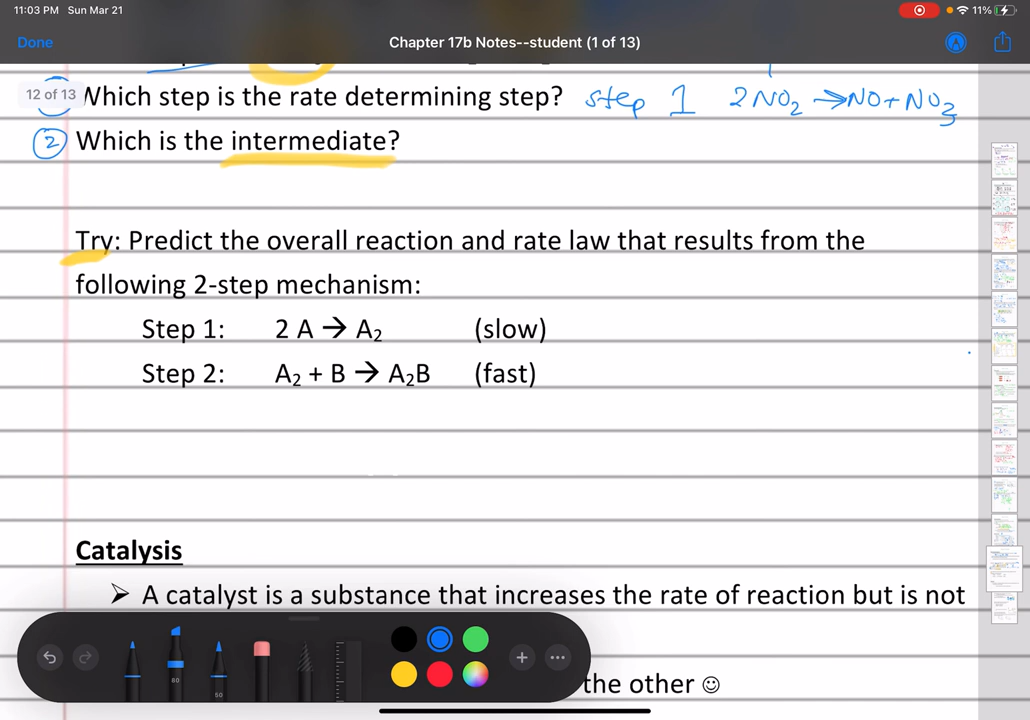 11:03 PM Sun Mar 21
11%
Done
Chapter 17b Notes--student (1 of 13)
12 of 13
Which step is the rate determining step? step 1 2NO₂ → NO + NO₃
② Which is the intermediate?
Try: Predict the overall reaction and rate law that results from the
following 2-step mechanism:
Step 1: 2 A → A₂ (slow)
Step 2: A₂ + B → A₂B (fast)
Catalysis
➢ A catalyst is a substance that increases the rate of reaction but is not
80
50
the other ☺